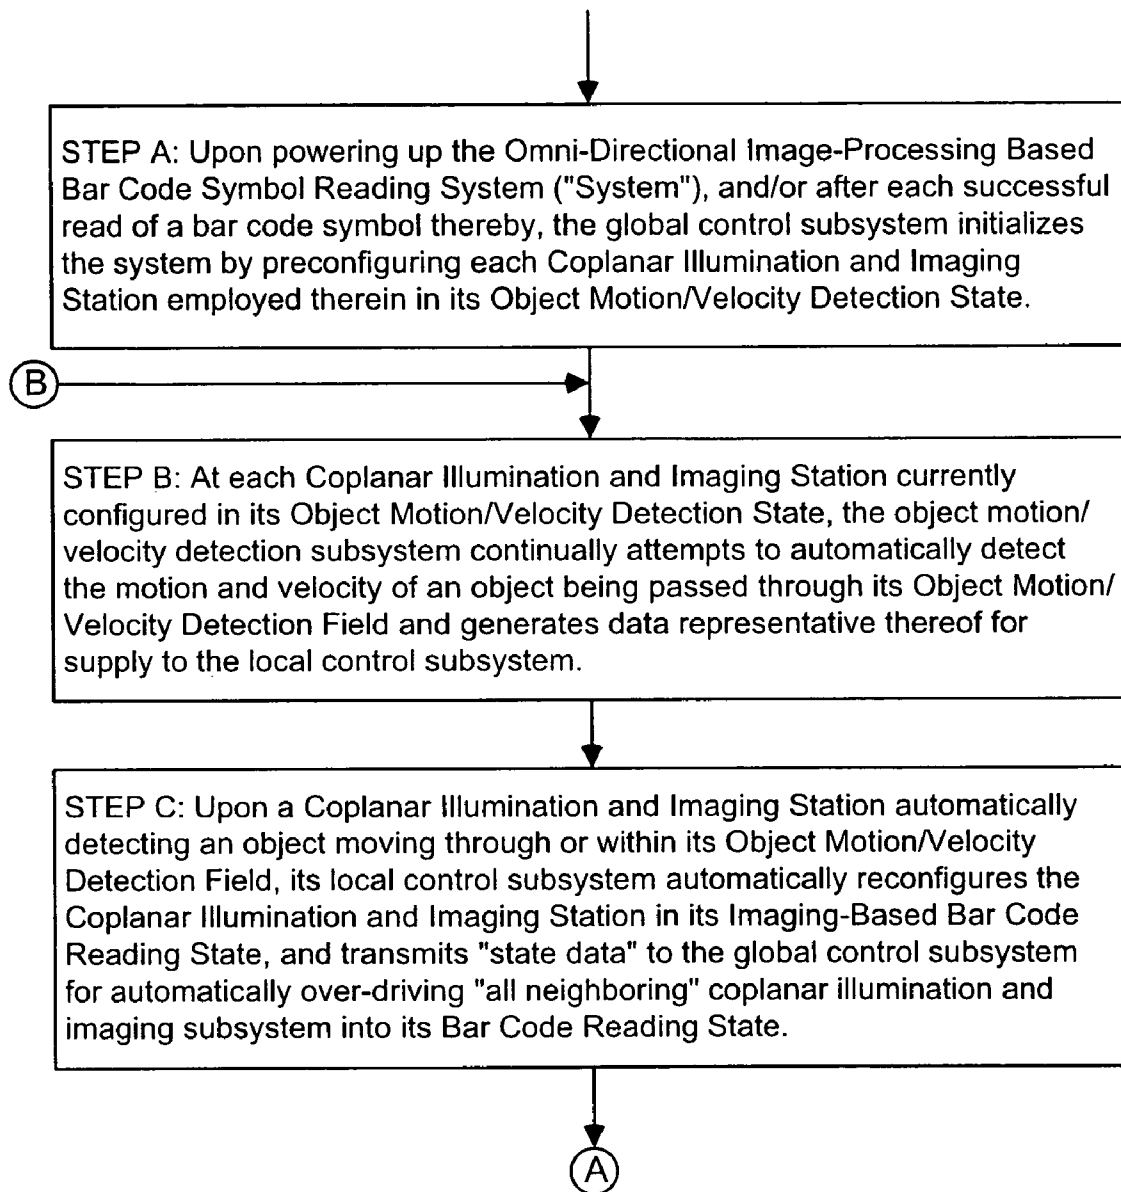 STEP A: Upon powering up the Omni-Directional Image-Processing Based
Bar Code Symbol Reading System ("System"), and/or after each successful
read of a bar code symbol thereby, the global control subsystem initializes
the system by preconfiguring each Coplanar Illumination and Imaging
Station employed therein in its Object Motion/Velocity Detection State.
B
STEP B: At each Coplanar Illumination and Imaging Station currently
configured in its Object Motion/Velocity Detection State, the object motion/
velocity detection subsystem continually attempts to automatically detect
the motion and velocity of an object being passed through its Object Motion/
Velocity Detection Field and generates data representative thereof for
supply to the local control subsystem.
STEP C: Upon a Coplanar Illumination and Imaging Station automatically
detecting an object moving through or within its Object Motion/Velocity
Detection Field, its local control subsystem automatically reconfigures the
Coplanar Illumination and Imaging Station in its Imaging-Based Bar Code
Reading State, and transmits "state data" to the global control subsystem
for automatically over-driving "all neighboring" coplanar illumination and
imaging subsystem into its Bar Code Reading State.
A